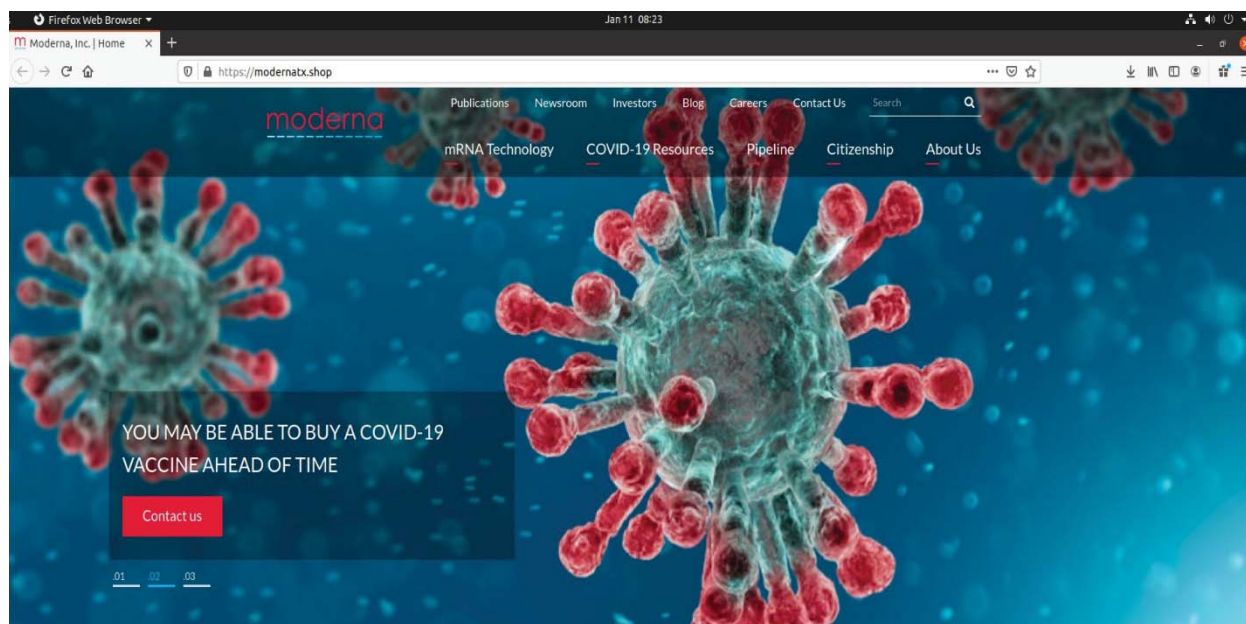 Firefox Web Browser
Jan 11 08:23
Moderna, Inc. | Home
https://modernatx.shop
Publications Newsroom Investors Blog Careers Contact Us Search
moderna
mRNA Technology COVID-19 Resources Pipeline Citizenship About Us
YOU MAY BE ABLE TO BUY A COVID-19
VACCINE AHEAD OF TIME
Contact us
.01 .02 .03